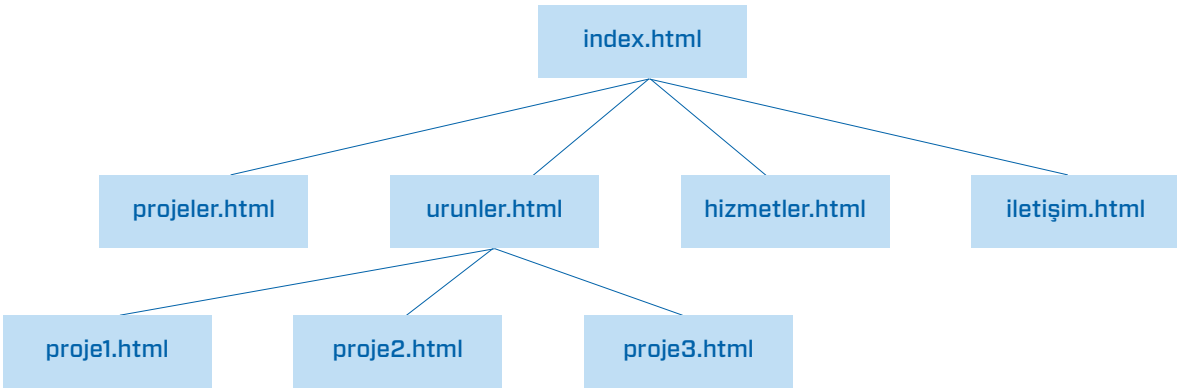 index.html
projeler.html
urunler.html
hizmetler.html
iletişim.html
proje1.html
proje2.html
proje3.html